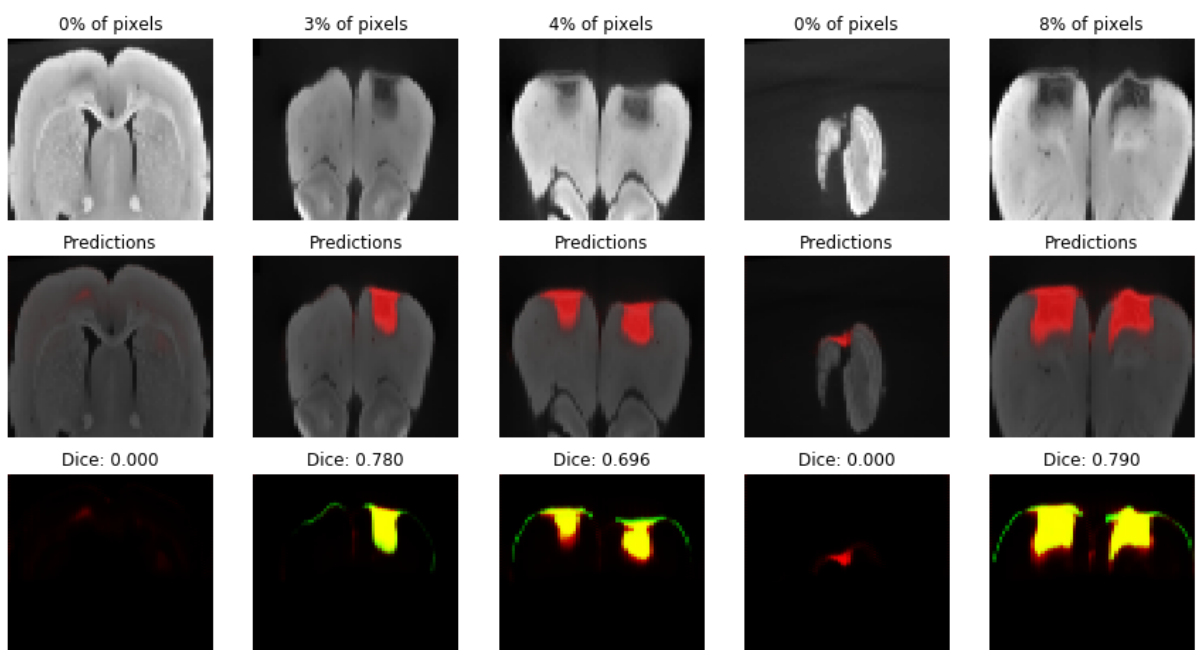 0% of pixels
3% of pixels
4% of pixels
0% of pixels
8% of pixels
Predictions
Predictions
Predictions
Predictions
Predictions
Dice: 0.000
Dice: 0.780
Dice: 0.696
Dice: 0.000
Dice: 0.790